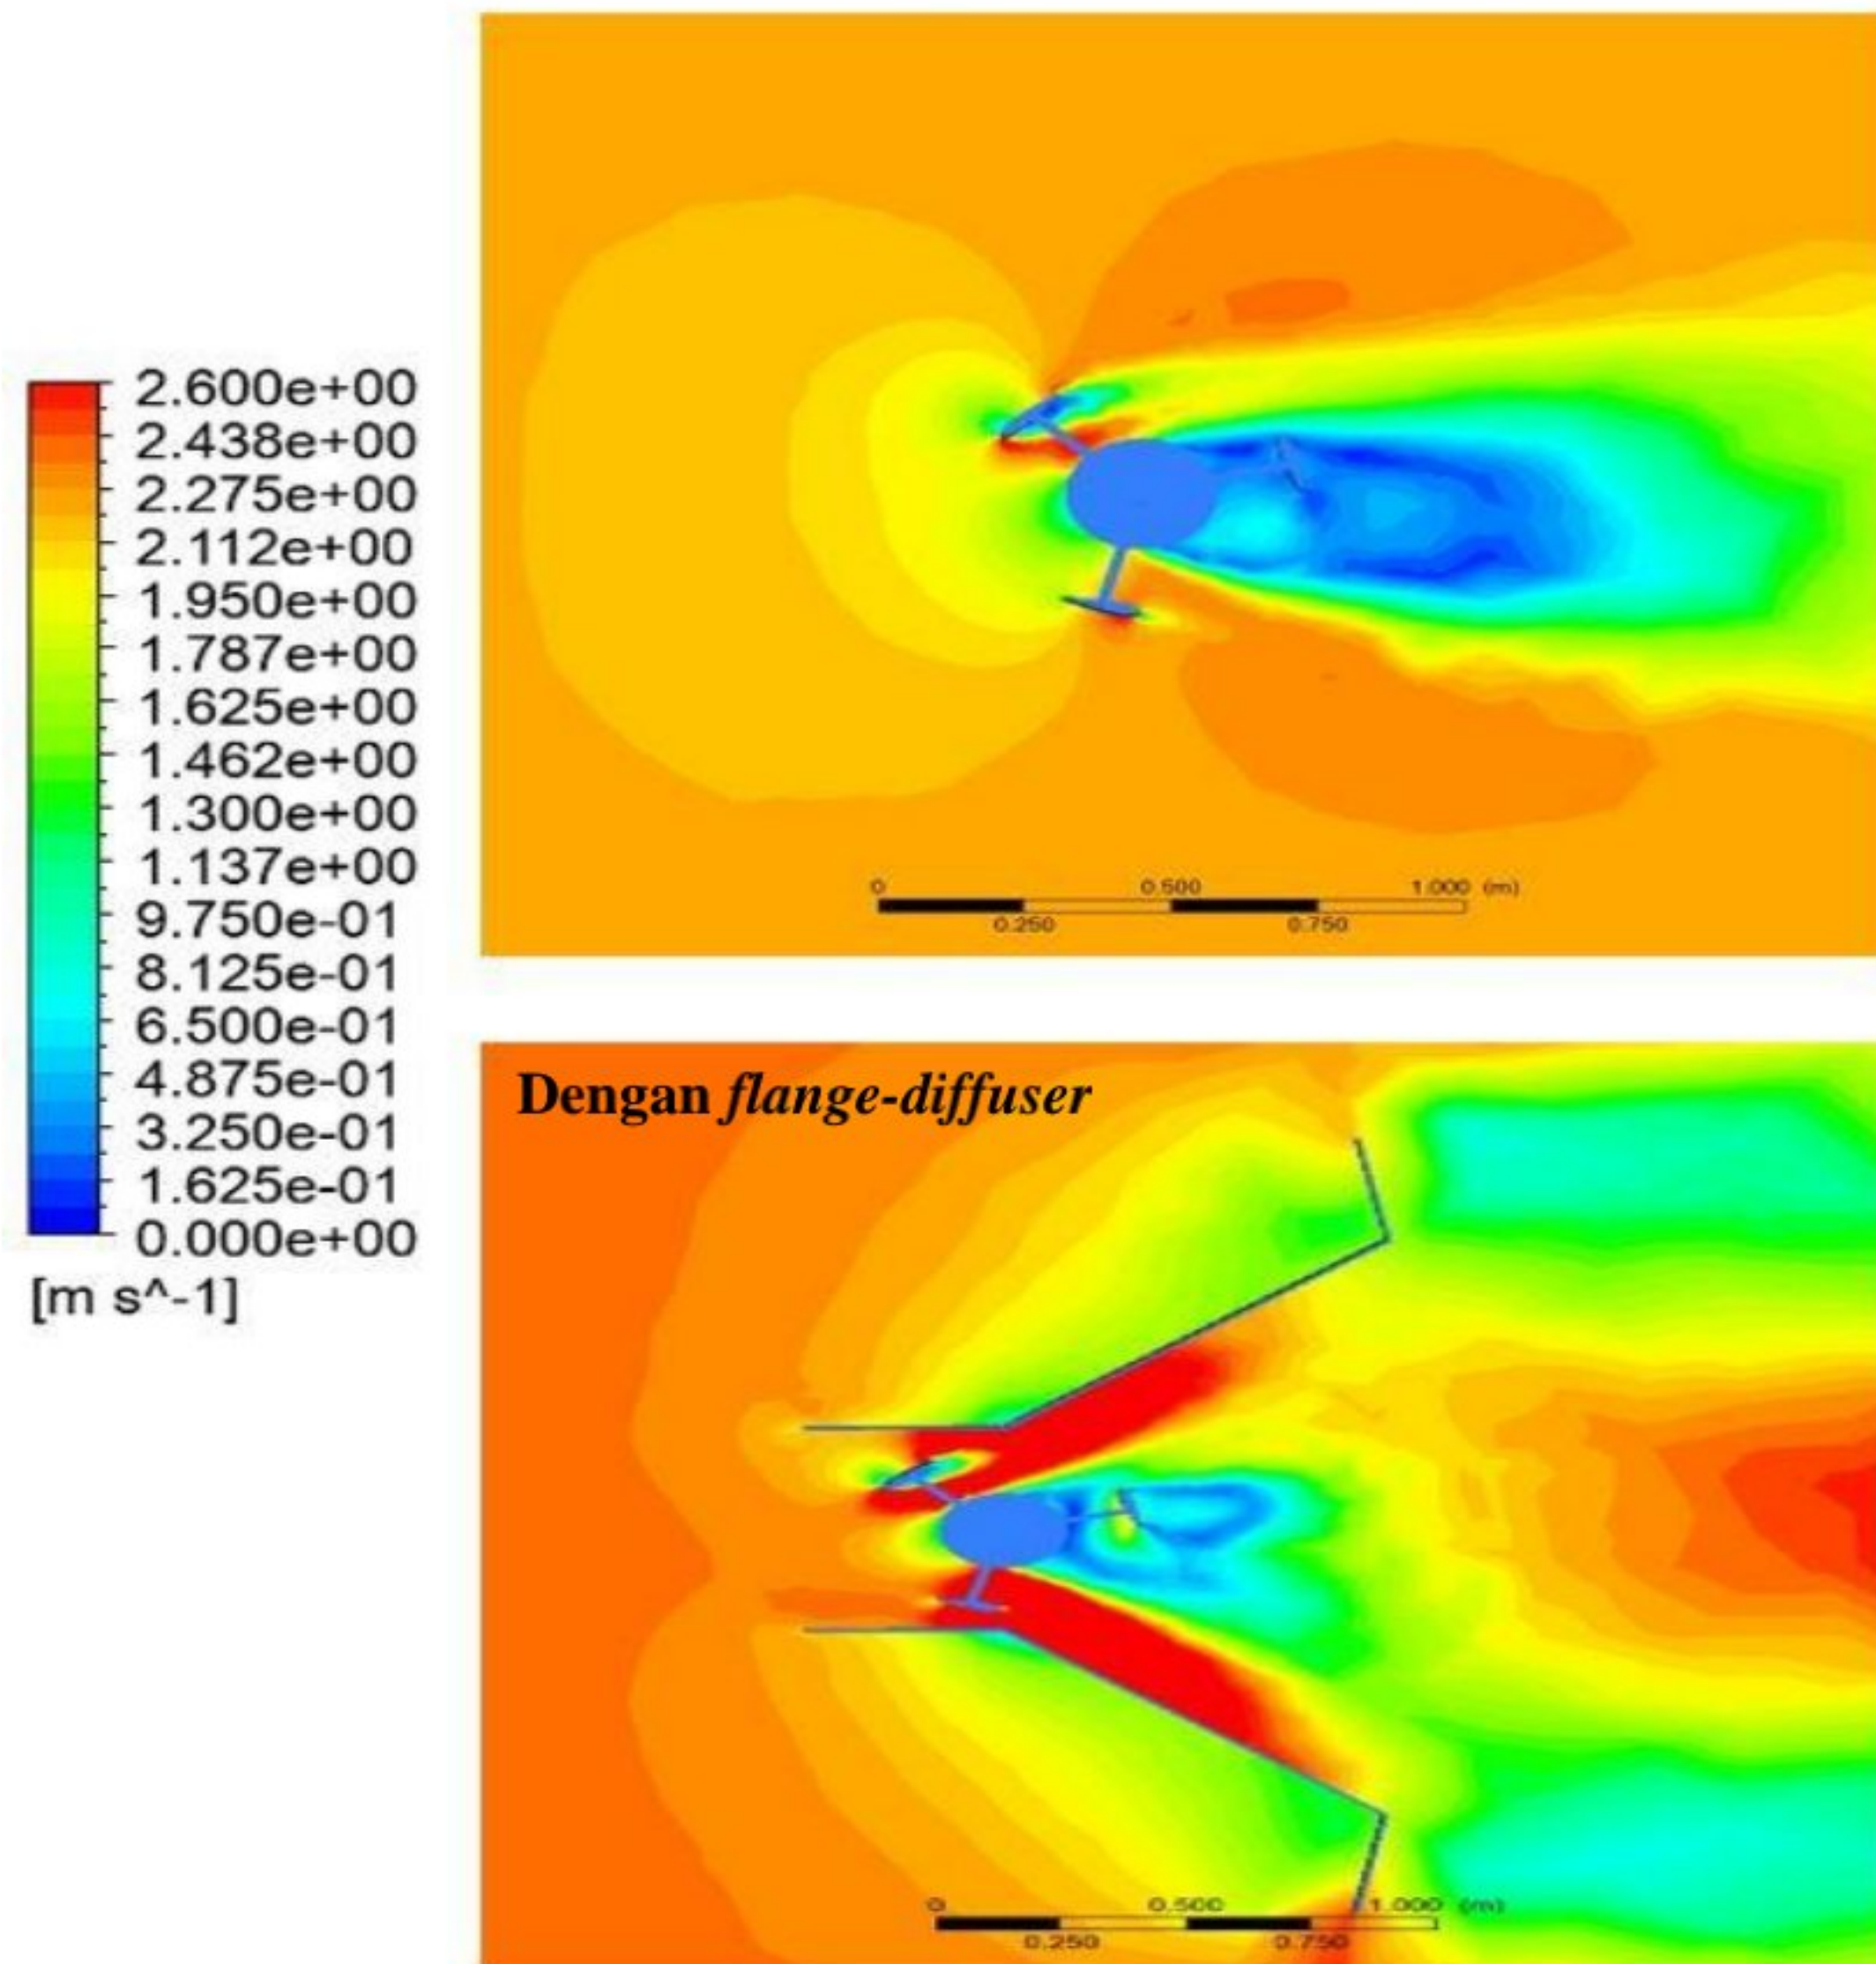 2.600e+00
2.438e+00
2.275e+00
2.112e+00
1.950e+00
1.787e+00
1.625e+00
1.462e+00
1.300e+00
1.137e+00
9.750e-01
8.125e-01
6.500e-01
4.875e-01
3.250e-01
1.625e-01
0.000e+00
[m s^-1]
0 0.500 1.000 (m)
0.250 0.750
Dengan flange-diffuser
0 0.500 1.000 (m)
0.250 0.750